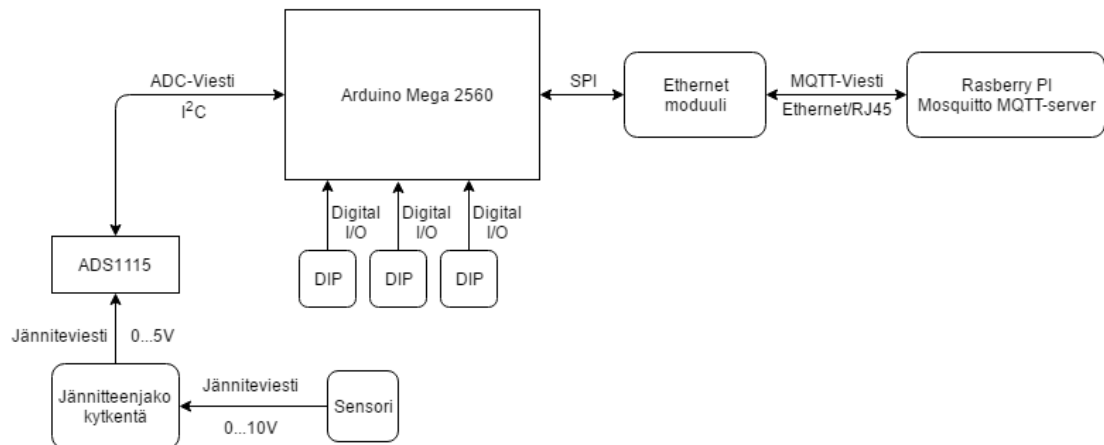 ADC-Viesti
I²C
Arduino Mega 2560
SPI
Ethernet
moduuli
MQTT-Viesti
Ethernet/RJ45
Rasberry PI
Mosquitto MQTT-server
Digital
I/O
Digital
I/O
Digital
I/O
DIP
DIP
DIP
ADS1115
Jänniteviesti 0...5V
Jännitteenjako
kytkentä
Jänniteviesti
0...10V
Sensori